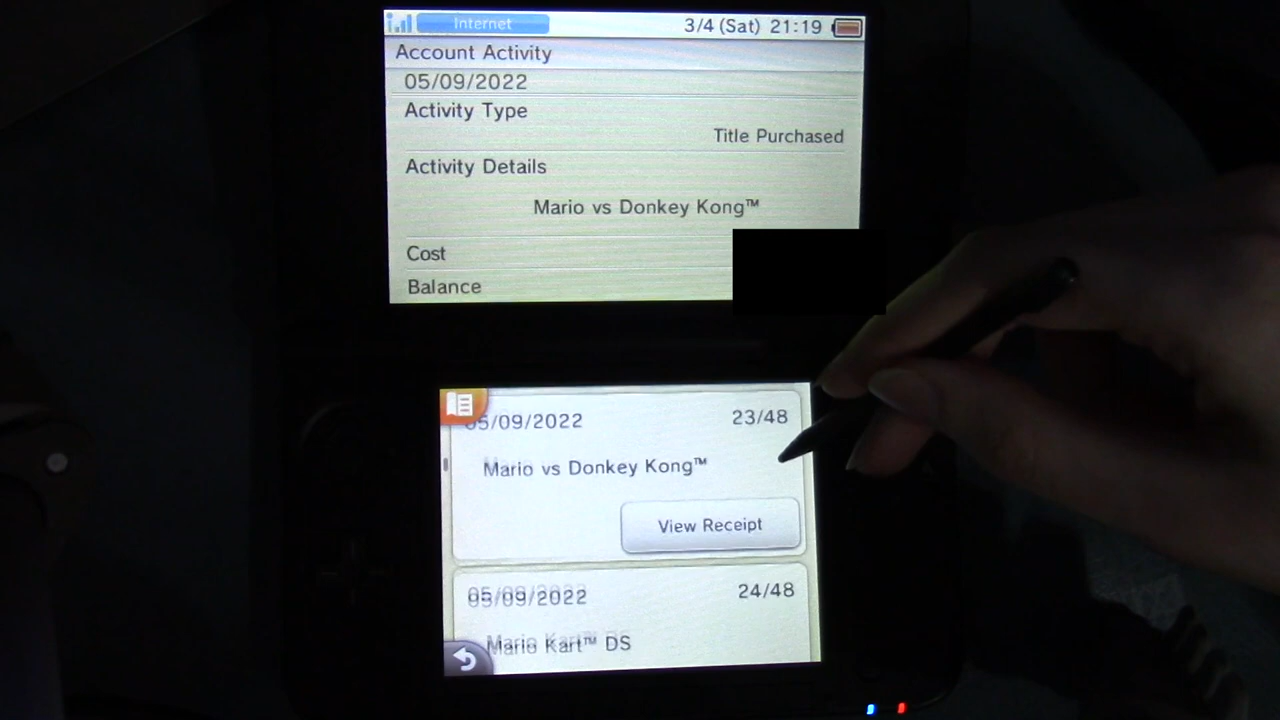 Internet
3/4 (Sat) 21:19
Account Activity
05/09/2022
Activity Type
Title Purchased
Activity Details
Mario vs Donkey Kong™
Cost
Balance
05/09/2022 23/48
Mario vs Donkey Kong™
View Receipt
05/09/2022 24/48
Mario Kart™ DS